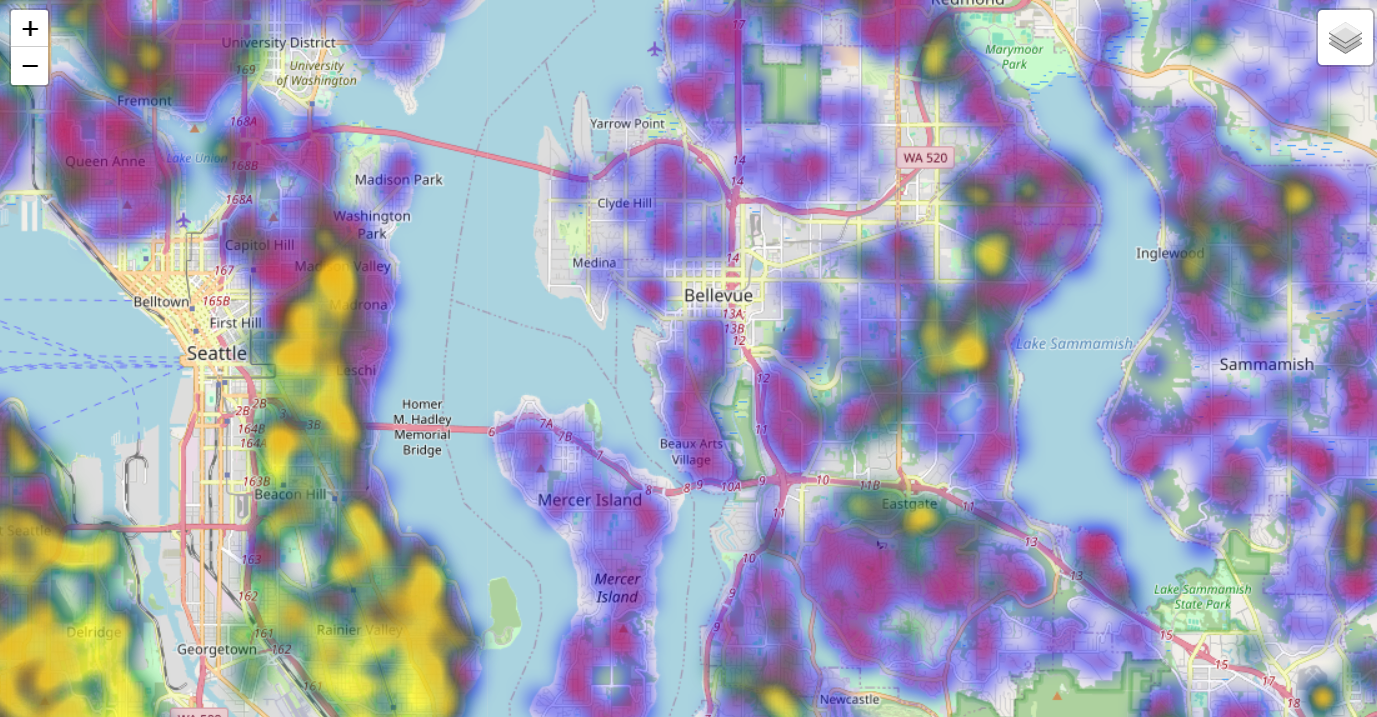 +
−
Redmond
17
University District
University
of Washington
169
Marymoor
Park
Fremont
168A
Yarrow Point
Queen Anne
Lake Union
168B
14
WA 520
Madison Park
14
168A
Clyde Hill
Washington
Park
Capitol Hill
Inglewood
14
Medina
167
Madison Valley
Bellevue
Belltown
165B
Madrona
13A
First Hill
13B
12
Lake Sammamish
Seattle
Sammamish
Leschi
12
2B
2B
Homer
M. Hadley
Memorial
Bridge
3
3B
164B
164A
6
7A
7B
7
11
Beaux Arts
Village
163B
Beacon Hill
Mercer Island
8
8
9
10A
9
10
11B
Eastgate
11
11
13
163
10
13
Mercer
Island
9
162
Lake Sammamish
State Park
Delridge
161
Rainier Valley
9
15
Georgetown
162
15
161
17
18
Newcastle
7